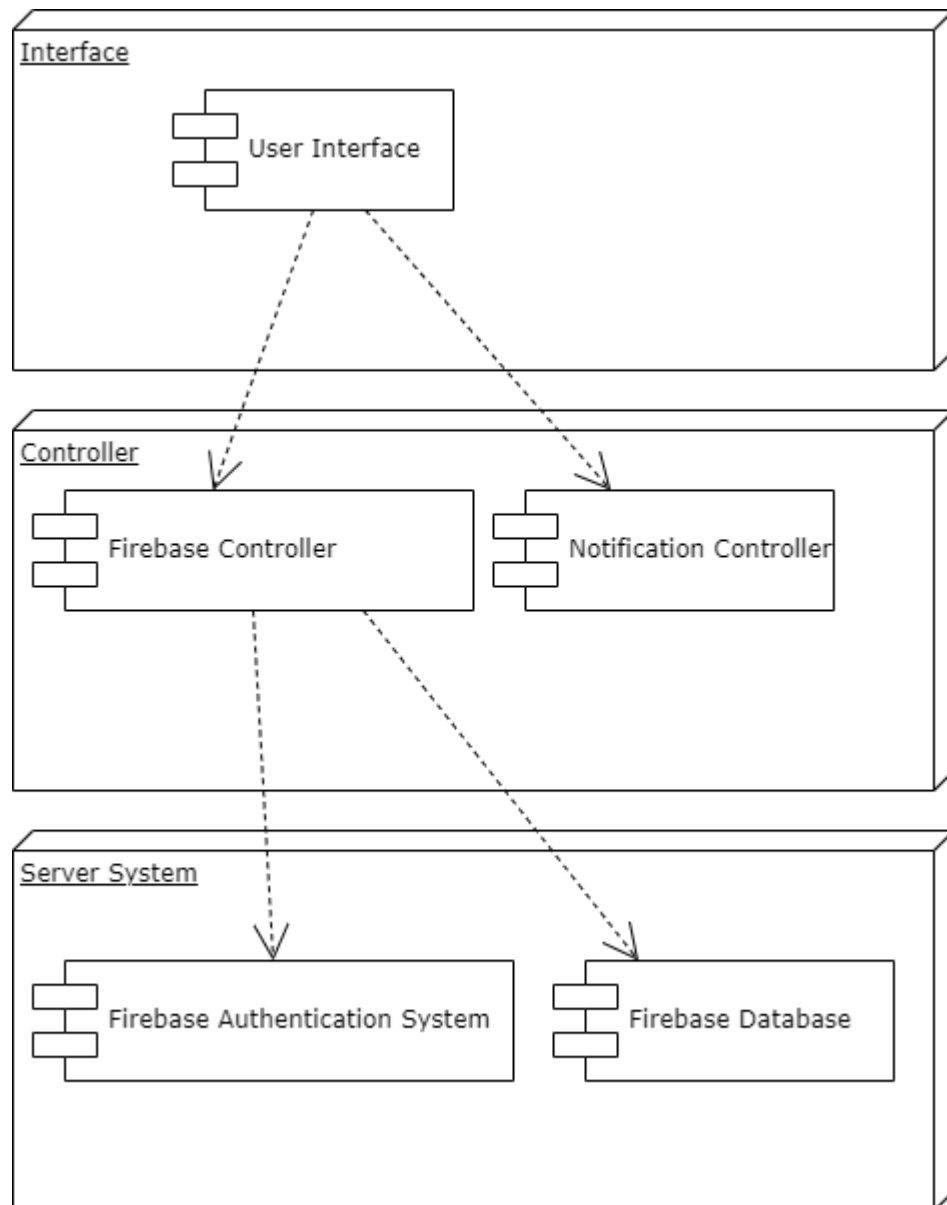 Interface
User Interface
Controller
Firebase Controller
Notification Controller
Server System
Firebase Authentication System
Firebase Database